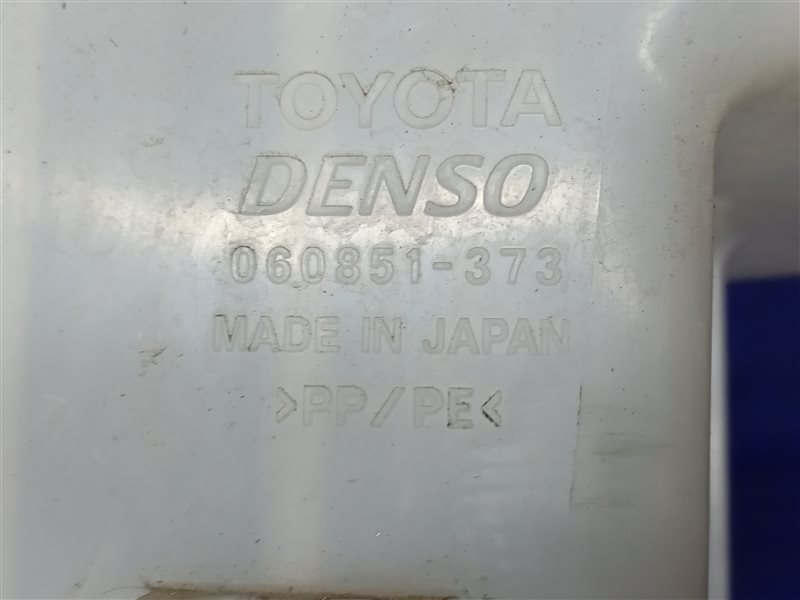 TOYOTA
DENSO
060851-373
MADE IN JAPAN
>PP/PE<